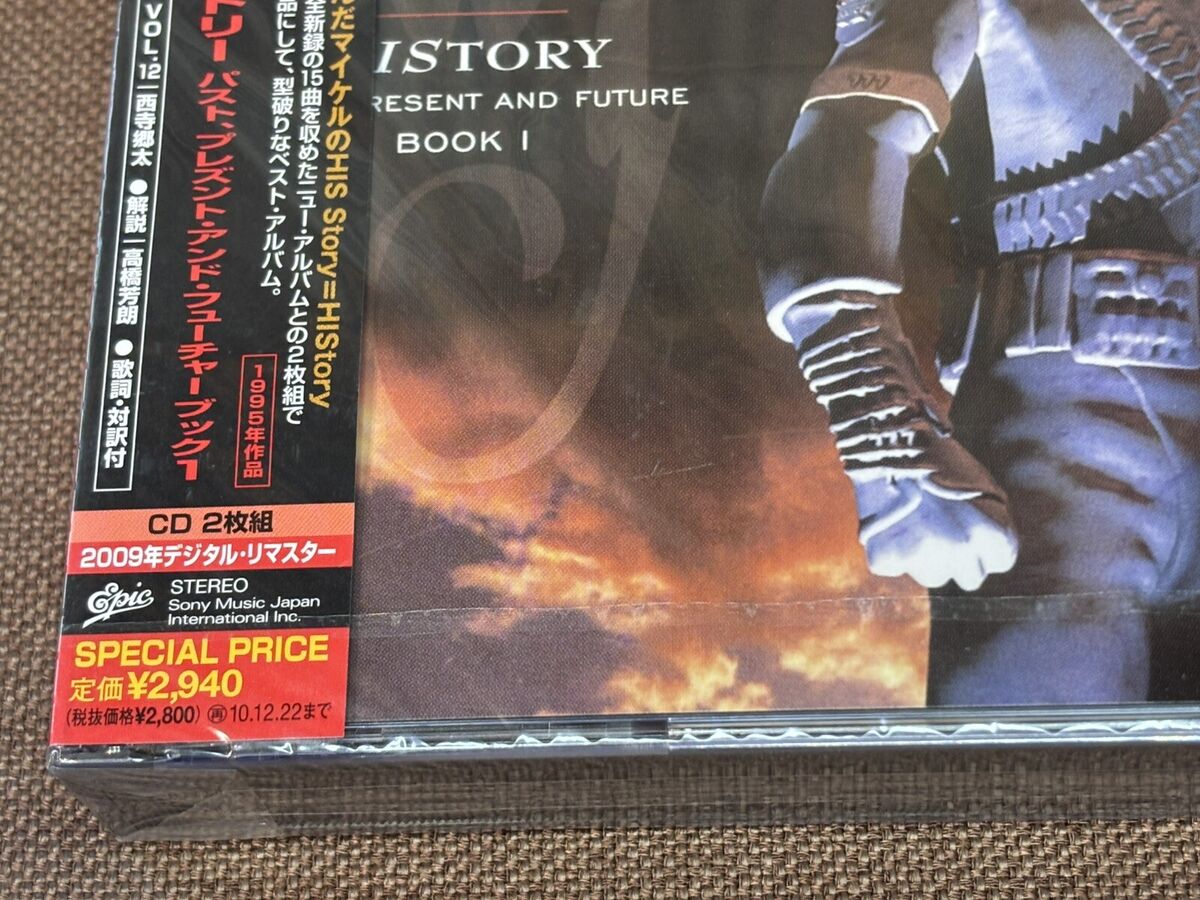 ISTORY
RESENT AND FUTURE
BOOK I
だマイケルのHIS Story=HIStory
全新録の15曲を収めたニュー・アルバムとの2枚組で
品にして、型破りなベスト・アルバム。
1995年作品
トリー パスト、プレズント・アンド・フューチャー ブック1
VOL.12 | 西寺郷太 ● 解説 | 高橋芳朗 ● 歌詞・対訳付
CD 2枚組
2009年デジタル・リマスター
Epic
STEREO
Sony Music Japan
International Inc.
SPECIAL PRICE
定価¥2,940
(税抜価格¥2,800) ㊢10.12.22まで